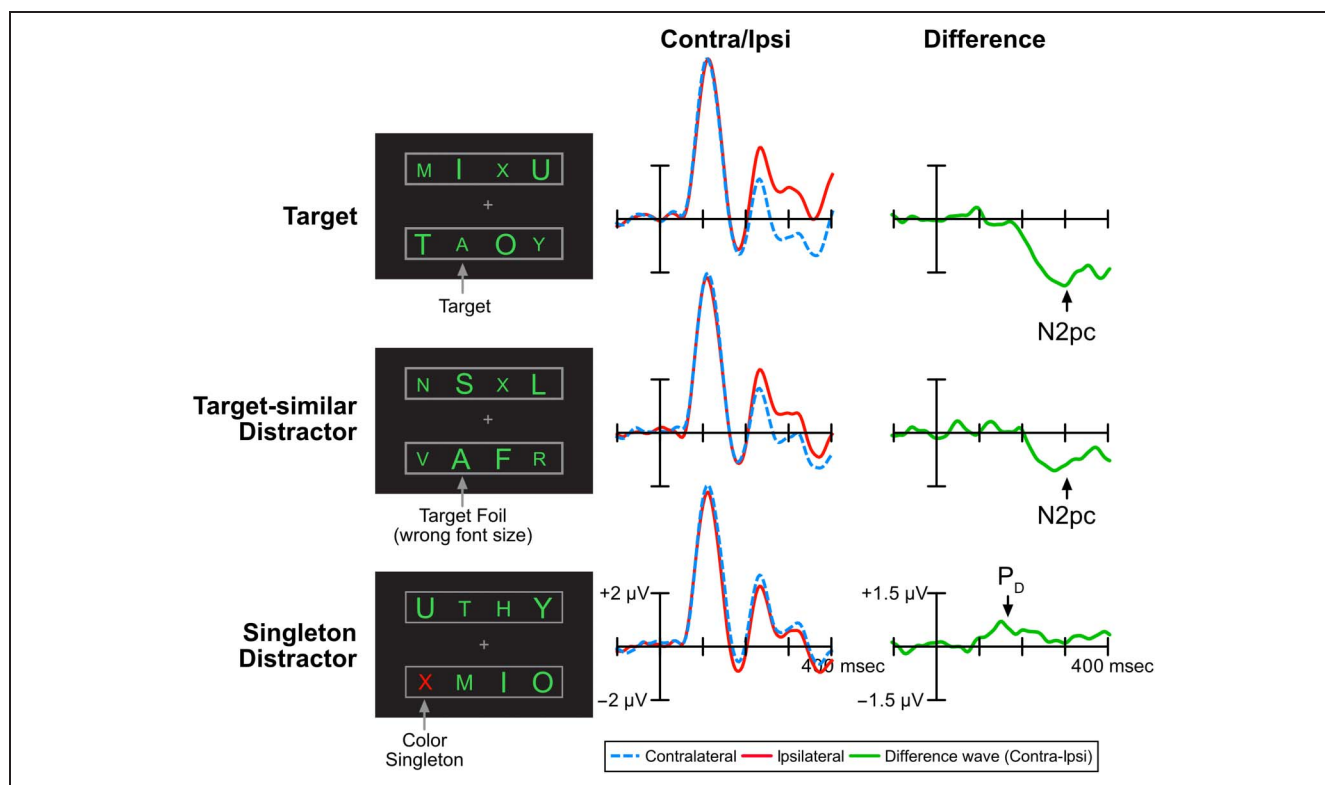 Contra/Ipsi
Difference
Target
M I X U
+
T A O Y
Target
N2pc
Target-similar
Distractor
N S X L
+
V A F R
Target Foil
(wrong font size)
N2pc
Singleton
Distractor
U T H Y
+
X M I O
Color
Singleton
+2 µV
−2 µV
400 msec
P_D
+1.5 µV
−1.5 µV
400 msec
Contralateral Ipsilateral Difference wave (Contra-Ipsi)